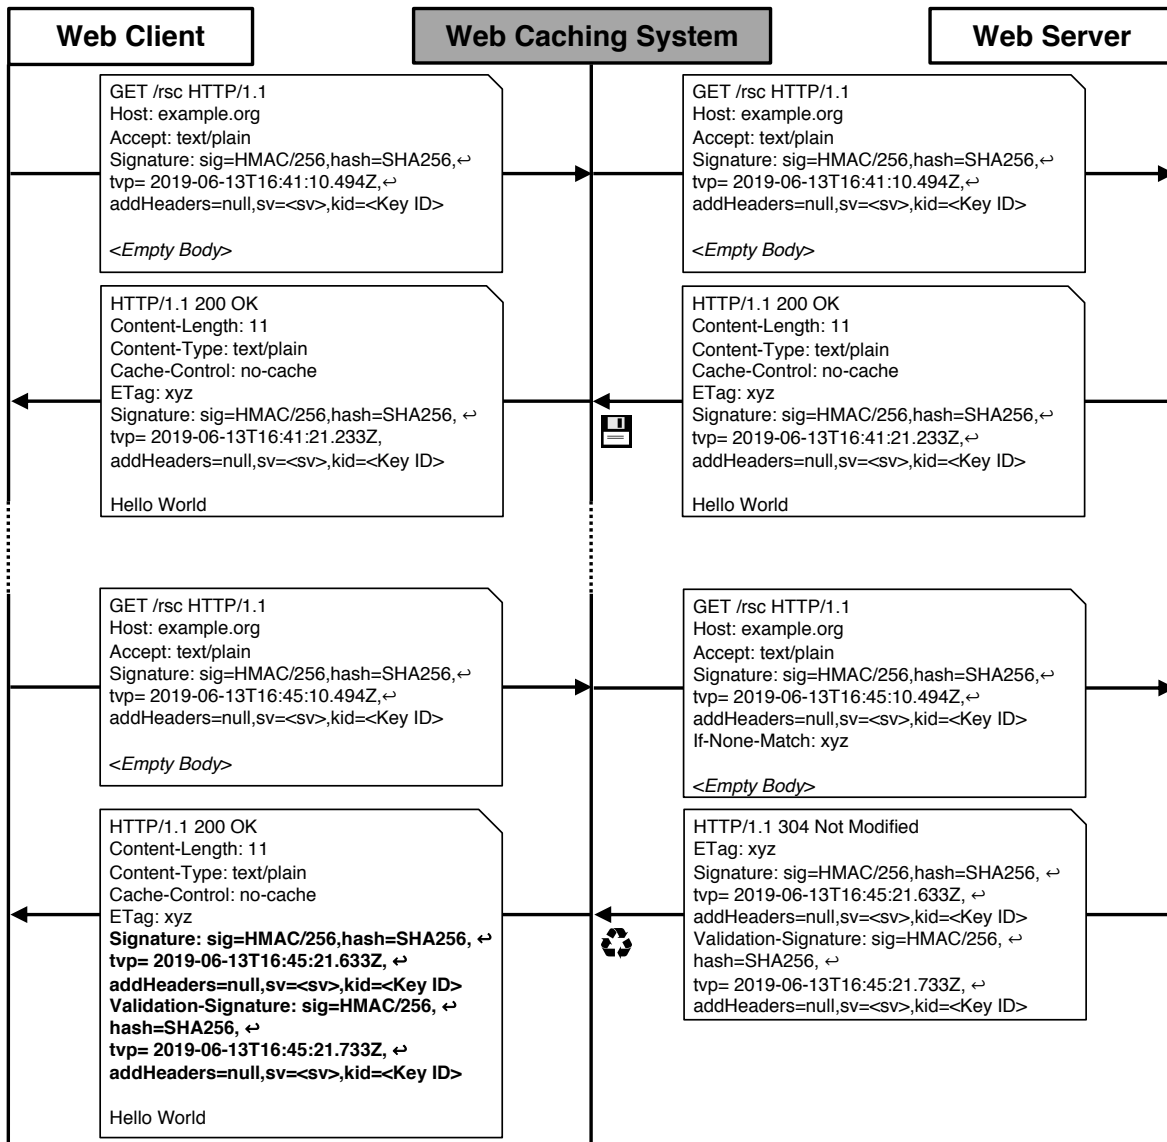 Web Client
Web Caching System
Web Server
GET /rsc HTTP/1.1
Host: example.org
Accept: text/plain
Signature: sig=HMAC/256,hash=SHA256,↩
tvp= 2019-06-13T16:41:10.494Z,↩
addHeaders=null,sv=<sv>,kid=<Key ID>
<Empty Body>
GET /rsc HTTP/1.1
Host: example.org
Accept: text/plain
Signature: sig=HMAC/256,hash=SHA256,↩
tvp= 2019-06-13T16:41:10.494Z,↩
addHeaders=null,sv=<sv>,kid=<Key ID>
<Empty Body>
HTTP/1.1 200 OK
Content-Length: 11
Content-Type: text/plain
Cache-Control: no-cache
ETag: xyz
Signature: sig=HMAC/256,hash=SHA256, ↩
tvp= 2019-06-13T16:41:21.233Z,
addHeaders=null,sv=<sv>,kid=<Key ID>
Hello World
HTTP/1.1 200 OK
Content-Length: 11
Content-Type: text/plain
Cache-Control: no-cache
ETag: xyz
Signature: sig=HMAC/256,hash=SHA256,↩
tvp= 2019-06-13T16:41:21.233Z,↩
addHeaders=null,sv=<sv>,kid=<Key ID>
Hello World
GET /rsc HTTP/1.1
Host: example.org
Accept: text/plain
Signature: sig=HMAC/256,hash=SHA256,↩
tvp= 2019-06-13T16:45:10.494Z,↩
addHeaders=null,sv=<sv>,kid=<Key ID>
<Empty Body>
GET /rsc HTTP/1.1
Host: example.org
Accept: text/plain
Signature: sig=HMAC/256,hash=SHA256,↩
tvp= 2019-06-13T16:45:10.494Z,↩
addHeaders=null,sv=<sv>,kid=<Key ID>
If-None-Match: xyz
<Empty Body>
HTTP/1.1 200 OK
Content-Length: 11
Content-Type: text/plain
Cache-Control: no-cache
ETag: xyz
Signature: sig=HMAC/256,hash=SHA256, ↩
tvp= 2019-06-13T16:45:21.633Z, ↩
addHeaders=null,sv=<sv>,kid=<Key ID>
Validation-Signature: sig=HMAC/256, ↩
hash=SHA256, ↩
tvp= 2019-06-13T16:45:21.733Z, ↩
addHeaders=null,sv=<sv>,kid=<Key ID>
Hello World
HTTP/1.1 304 Not Modified
ETag: xyz
Signature: sig=HMAC/256,hash=SHA256, ↩
tvp= 2019-06-13T16:45:21.633Z, ↩
addHeaders=null,sv=<sv>,kid=<Key ID>
Validation-Signature: sig=HMAC/256, ↩
hash=SHA256, ↩
tvp= 2019-06-13T16:45:21.733Z, ↩
addHeaders=null,sv=<sv>,kid=<Key ID>